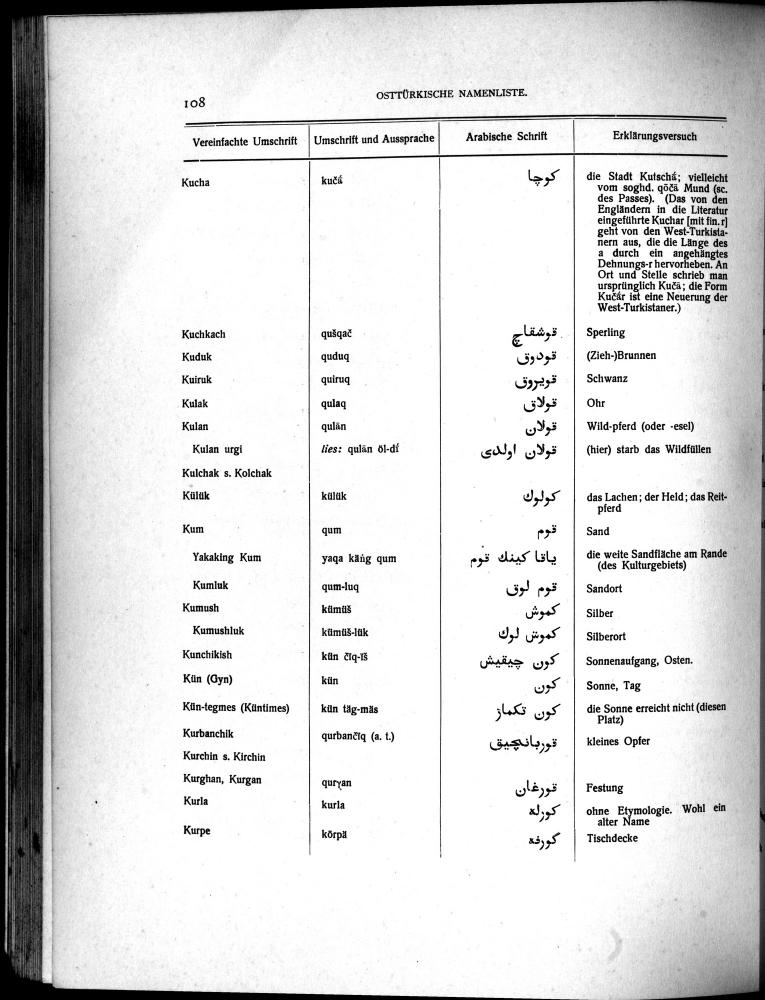 108
OSTTÜRKISCHE NAMENLISTE.
Vereinfachte Umschrift Umschrift und Aussprache Arabische Schrift Erklärungsversuch
Kucha kučā́ كوچا die Stadt Kutschá; vielleicht
vom soghd. qōčā Mund (sc.
des Passes). (Das von den
Engländern in die Literatur
eingeführte Kuchar [mit fin. r]
geht von den West-Turkista-
nern aus, die die Länge des
a durch ein angehängtes
Dehnungs-r hervorheben. An
Ort und Stelle schrieb man
ursprünglich Kučā; die Form
Kučār ist eine Neuerung der
West-Turkistaner.)
Kuchkach qušqač قوشقاچ Sperling
Kuduk quduq قودوق (Zieh-)Brunnen
Kuiruk quiruq قويروق Schwanz
Kulak qulaq قولاق Ohr
Kulan qulān قولان Wild-pferd (oder -esel)
Kulan urgi lies: qulān öl-dḯ قولان اولدى (hier) starb das Wildfüllen
Kulchak s. Kolchak
Külük külük كولوك das Lachen; der Held; das Reit-
pferd
Kum qum قوم Sand
Yakaking Kum yaqa käṅg qum ياقا كينك قوم die weite Sandfläche am Rande
(des Kulturgebiets)
Kumluk qum-luq قوم لوق Sandort
Kumush kümüš كموش Silber
Kumushluk kümüš-lük كموش لوك Silberort
Kunchikish kün čïq-ïš كون چيقيش Sonnenaufgang, Osten.
Kün (Gyn) kün كون Sonne, Tag
Kün-tegmes (Küntimes) kün täg-mäs كون تكماز die Sonne erreicht nicht (diesen
Platz)
Kurbanchik qurbančïq (a. t.) قوربانچيق kleines Opfer
Kurchin s. Kirchin
Kurghan, Kurgan qurγan قورغان Festung
Kurla kurla كورله ohne Etymologie. Wohl ein
alter Name
Kurpe körpä كورفه Tischdecke